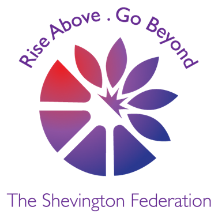 Rise Above . Go Beyond
The Shevington Federation